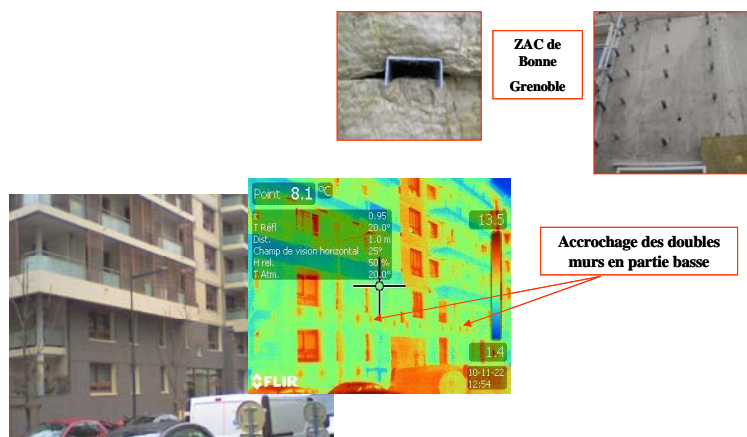 ZAC de
Bonne
Grenoble
Point 8.1 °C
ε 0.95
T Réfl 20.0°
Dist. 1.0 m
Champ de vision horizontal 25°
H rel. 50 %
T Atm. 20.0°
13.5
Accrochage des doubles
murs en partie basse
1.4
FLIR
10-11-22
12:54